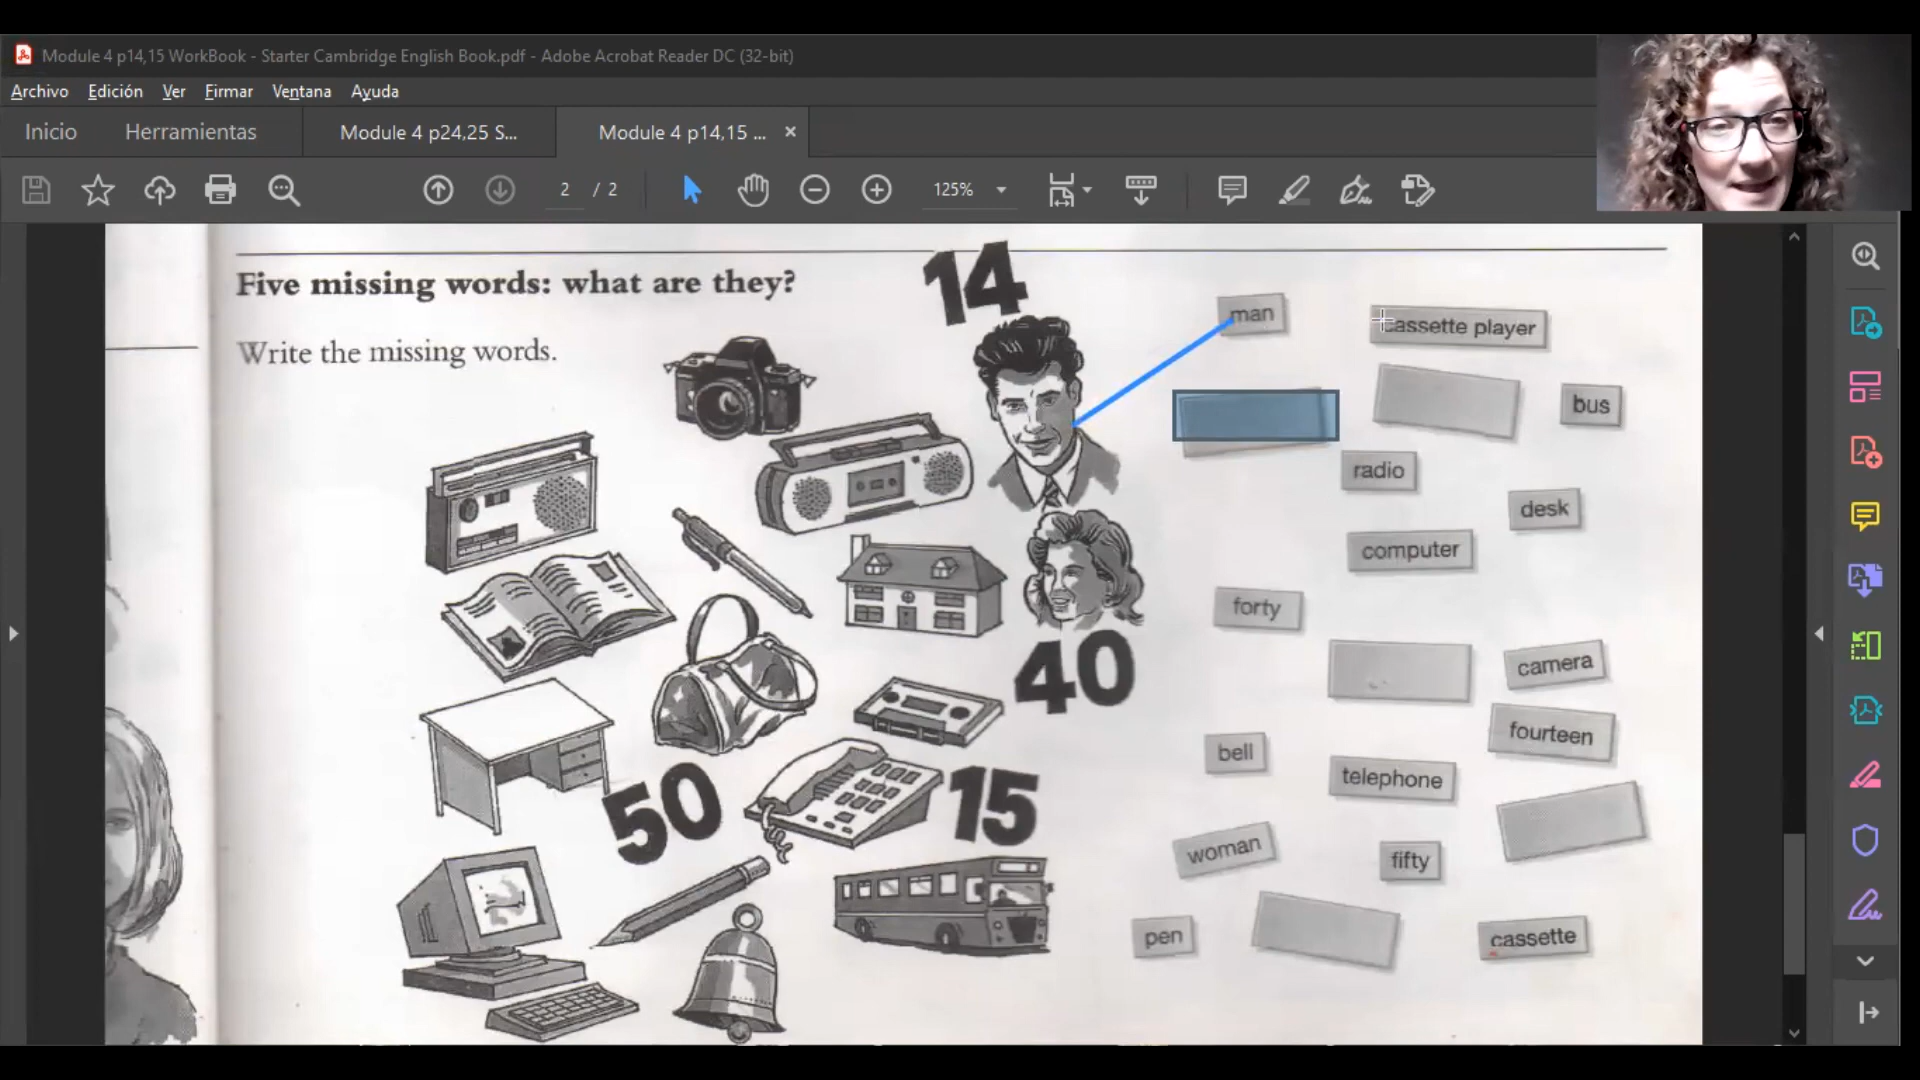 Module 4 p14,15 WorkBook - Starter Cambridge English Book.pdf - Adobe Acrobat Reader DC (32-bit)
Archivo Edición Ver Firmar Ventana Ayuda
Inicio Herramientas Module 4 p24,25 S... Module 4 p14,15 ...
2 / 2 125%
Five missing words: what are they?
Write the missing words.
14
man
cassette player
bus
radio
desk
computer
forty
40
camera
fourteen
bell
telephone
50
15
woman
fifty
pen
cassette